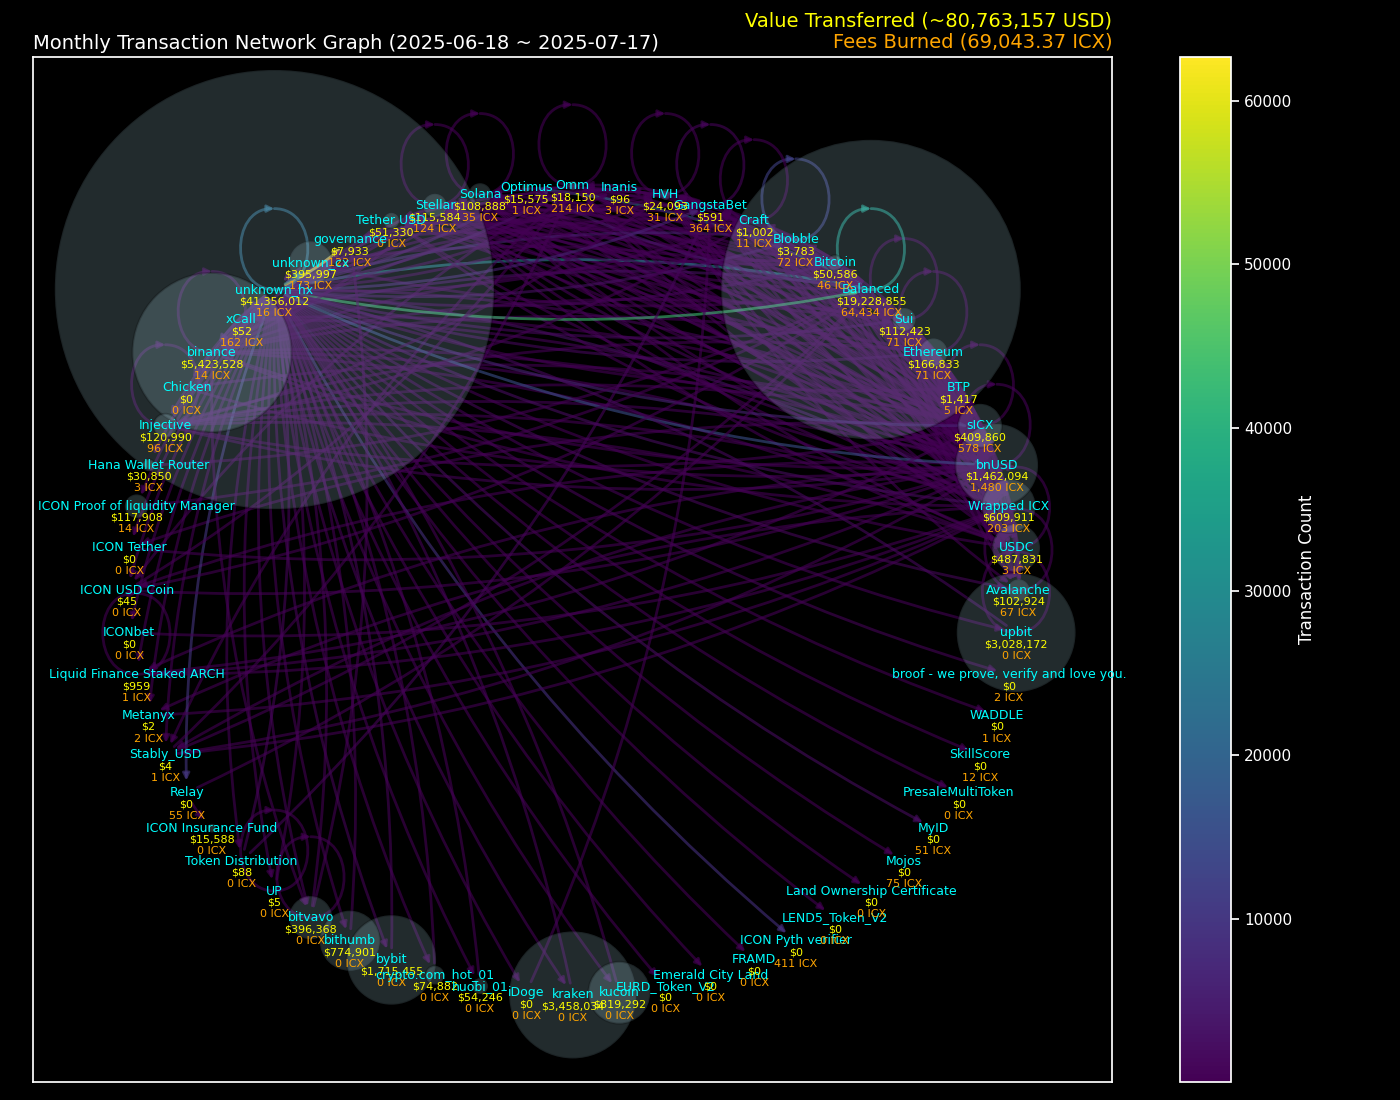 Value Transferred (~80,763,157 USD)
Monthly Transaction Network Graph (2025-06-18 ~ 2025-07-17)
Fees Burned (69,043.37 ICX)
Omm
$18,150
214 ICX
Optimus
$15,575
1 ICX
Solana
$108,888
35 ICX
Stellar
$115,584
124 ICX
Tether USD
$51,330
0 ICX
governance
$7,933
ICX
unknown_cx
$395,997
173 ICX
unknown_hx
$41,356,012
16 ICX
xCall
$52
162 ICX
binance
$5,423,528
14 ICX
Chicken
$0
0 ICX
Injective
$120,990
96 ICX
Hana Wallet Router
$30,850
3 ICX
ICON Proof of liquidity Manager
$117,908
14 ICX
ICON Tether
$0
0 ICX
ICON USD Coin
$45
0 ICX
ICONbet
$0
0 ICX
Liquid Finance Staked ARCH
$959
1 ICX
Metanyx
$2
2 ICX
Stably_USD
$4
1 ICX
Relay
$0
55 ICX
ICON Insurance Fund
$15,588
0 ICX
Token Distribution
$88
0 ICX
UP
$5
0 ICX
bitvavo
$396,368
0 ICX
bithumb
$774,901
0 ICX
bybit
$1,715,455
0 ICX
crypto.com_hot_01
$74,882
0 ICX
huobi_01
$54,246
0 ICX
iDoge
$0
0 ICX
kraken
0 ICX
kucoin
$819,292
0 ICX
EURD_Token_V2
$0
0 ICX
Emerald City Land
$0
0 ICX
FRAMD
$0
0 ICX
ICON Pyth verifier
$0
411 ICX
LEND5_Token_V2
$0
Land Ownership Certificate
$0
0 ICX
Mojos
$0
75 ICX
MyID
$0
51 ICX
PresaleMultiToken
$0
0 ICX
SkillScore
$0
12 ICX
WADDLE
$0
1 ICX
broof - we prove, verify and love you.
$0
2 ICX
upbit
$3,028,172
0 ICX
Avalanche
$102,924
67 ICX
USDC
$487,831
3 ICX
Wrapped ICX
$609,911
203 ICX
bnUSD
$1,462,094
1,480 ICX
sICX
$409,860
578 ICX
BTP
$1,417
5 ICX
Ethereum
$166,833
71 ICX
Sui
$112,423
71 ICX
Balanced
$19,228,855
64,434 ICX
Bitcoin
$50,586
46 ICX
Blobble
$3,783
72 ICX
Craft
$1,002
11 ICX
GangstaBet
$591
364 ICX
HVH
$24,093
31 ICX
Inanis
$96
3 ICX
60000
50000
40000
30000
20000
10000
Transaction Count